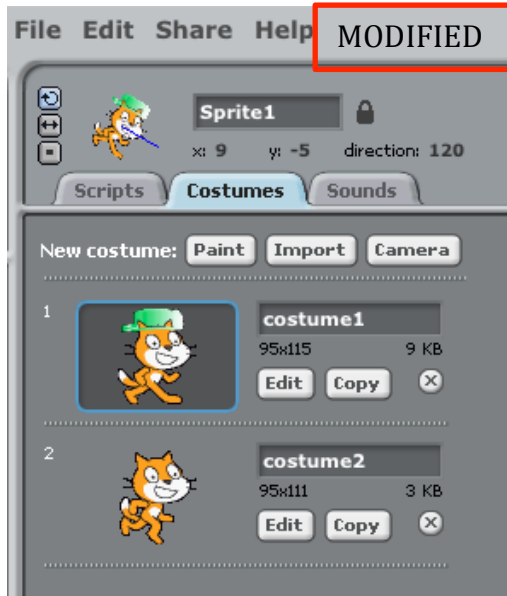 File Edit Share Help MODIFIED
Sprite1
x: 9 y: -5 direction: 120
Scripts Costumes Sounds
New costume: Paint Import Camera
1 costume1
95x115 9 KB
Edit Copy
2 costume2
95x111 3 KB
Edit Copy